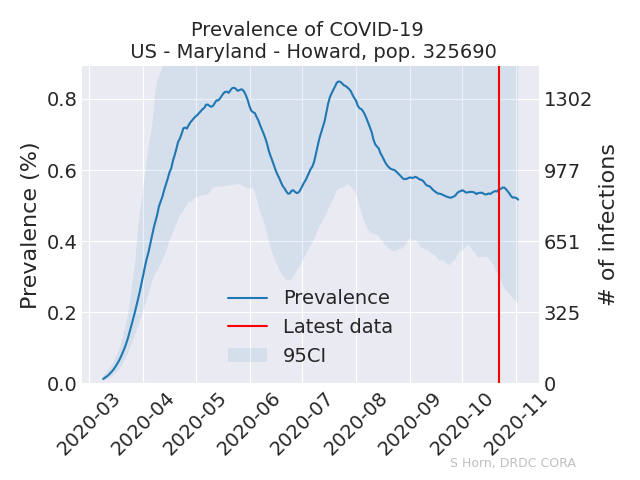 Prevalence of COVID-19
US - Maryland - Howard, pop. 325690
Prevalence (%)
0.8
0.6
0.4
0.2
0.0
1302
977
651
325
0
# of infections
Prevalence
Latest data
95CI
2020-03
2020-04
2020-05
2020-06
2020-07
2020-08
2020-09
2020-10
2020-11
S Horn, DRDC CORA